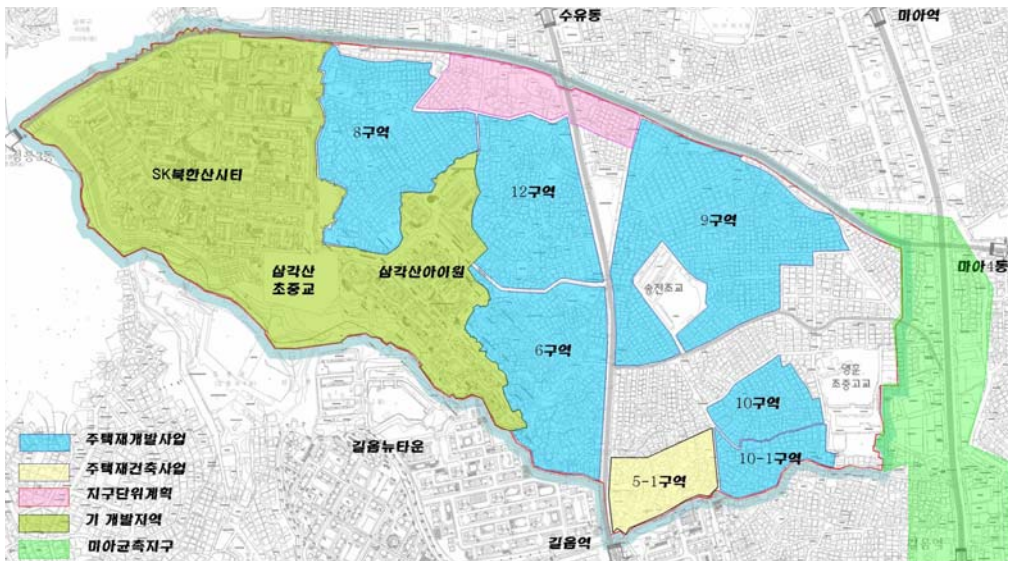 수유동
미아역
8구역
12구역
9구역
SK북한산시티
삼각산
초중교
삼각산아이원
송천초교
미아4동
6구역
영훈
초중고교
10구역
10-1구역
5-1구역
길음뉴타운
길음역
길음역
주택재개발사업
주택재건축사업
지구단위계획
기 개발지역
미아균촉지구